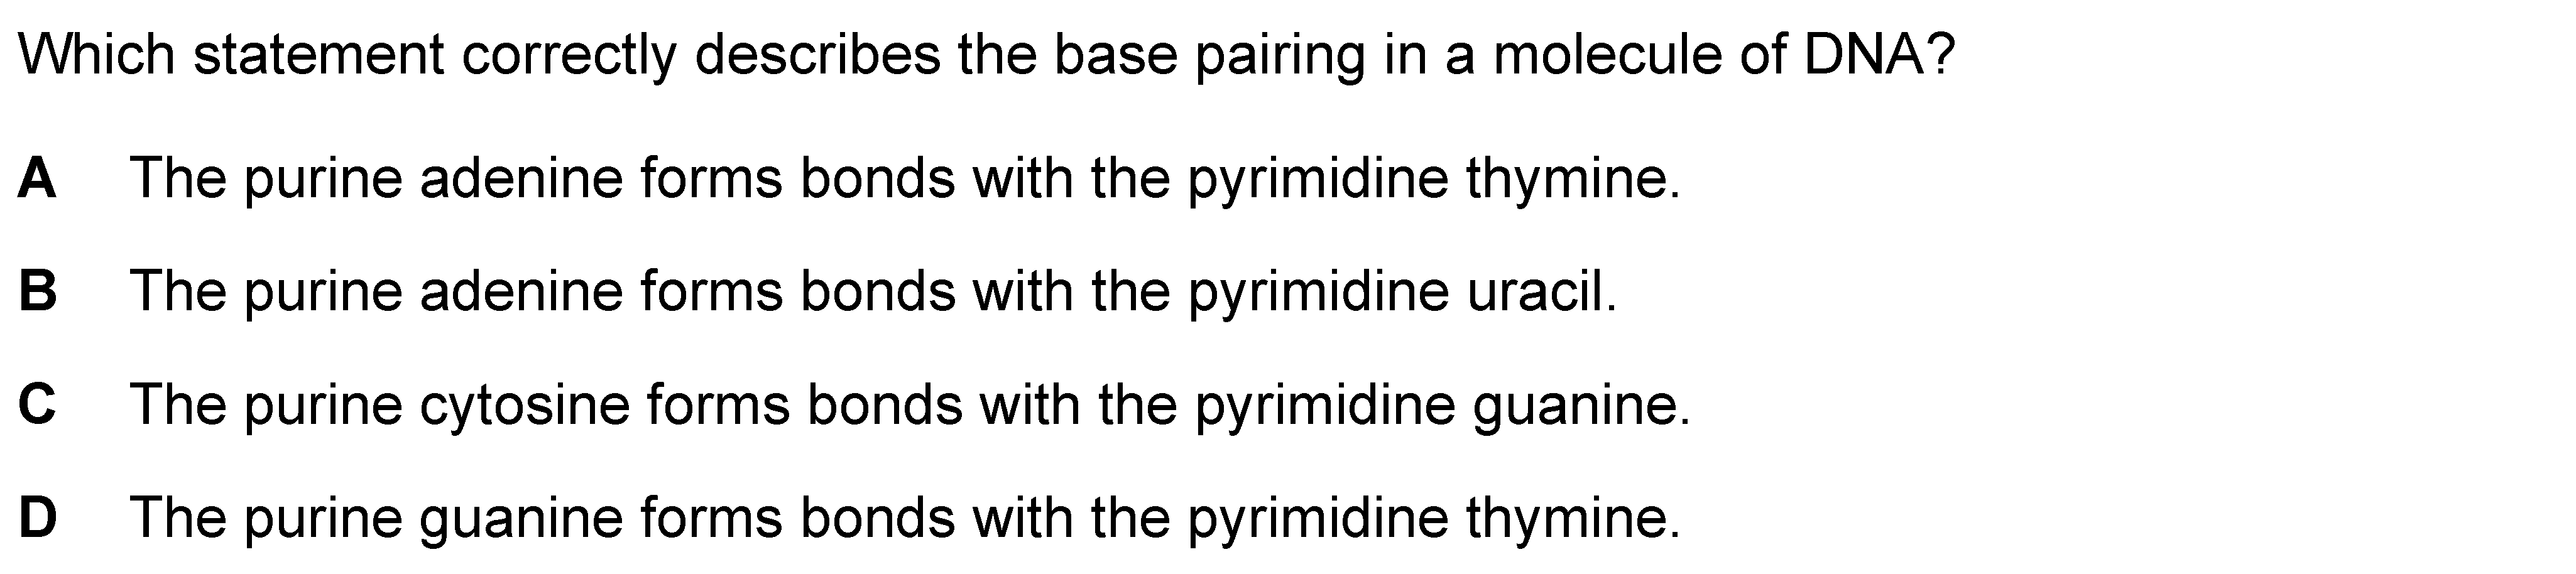 Which statement correctly describes the base pairing in a molecule of DNA?
A The purine adenine forms bonds with the pyrimidine thymine.
B The purine adenine forms bonds with the pyrimidine uracil.
C The purine cytosine forms bonds with the pyrimidine guanine.
D The purine guanine forms bonds with the pyrimidine thymine.